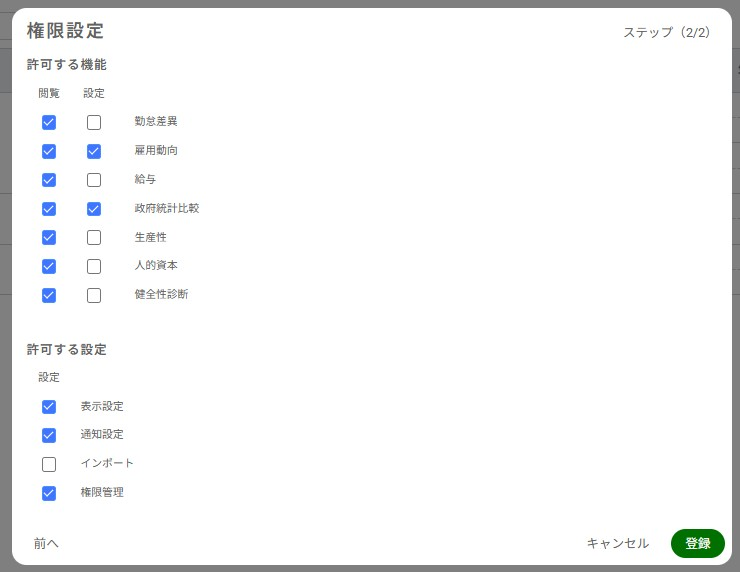 権限設定
ステップ（2/2）
許可する機能
閲覧 設定
勤怠差異
雇用動向
給与
政府統計比較
生産性
人的資本
健全性診断
許可する設定
設定
表示設定
通知設定
インポート
権限管理
前へ キャンセル 登録